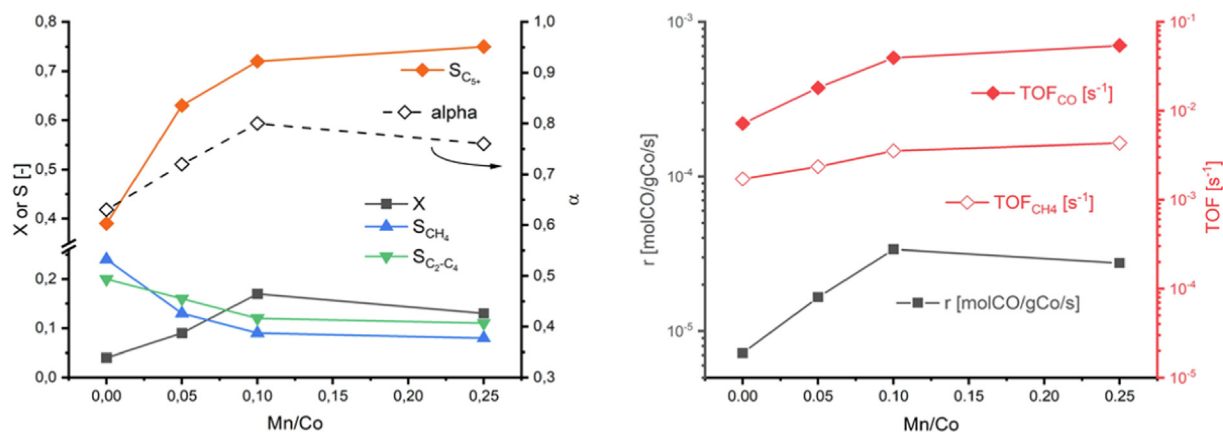 0,8
0,7
0,6
0,5
0,4
0,2
0,1
0,0
X or S [-]
S C5+
alpha
X
S CH4
S C2-C4
1,0
0,9
0,8
0,7
0,6
0,5
0,4
0,3
α
0,00 0,05 0,10 0,15 0,20 0,25
Mn/Co
10-3
10-4
10-5
r [molCO/gCo/s]
TOFCO [s-1]
TOFCH4 [s-1]
r [molCO/gCo/s]
10-1
10-2
10-3
10-4
10-5
TOF [s-1]
0.00 0.05 0.10 0.15 0.20 0.25
Mn/Co